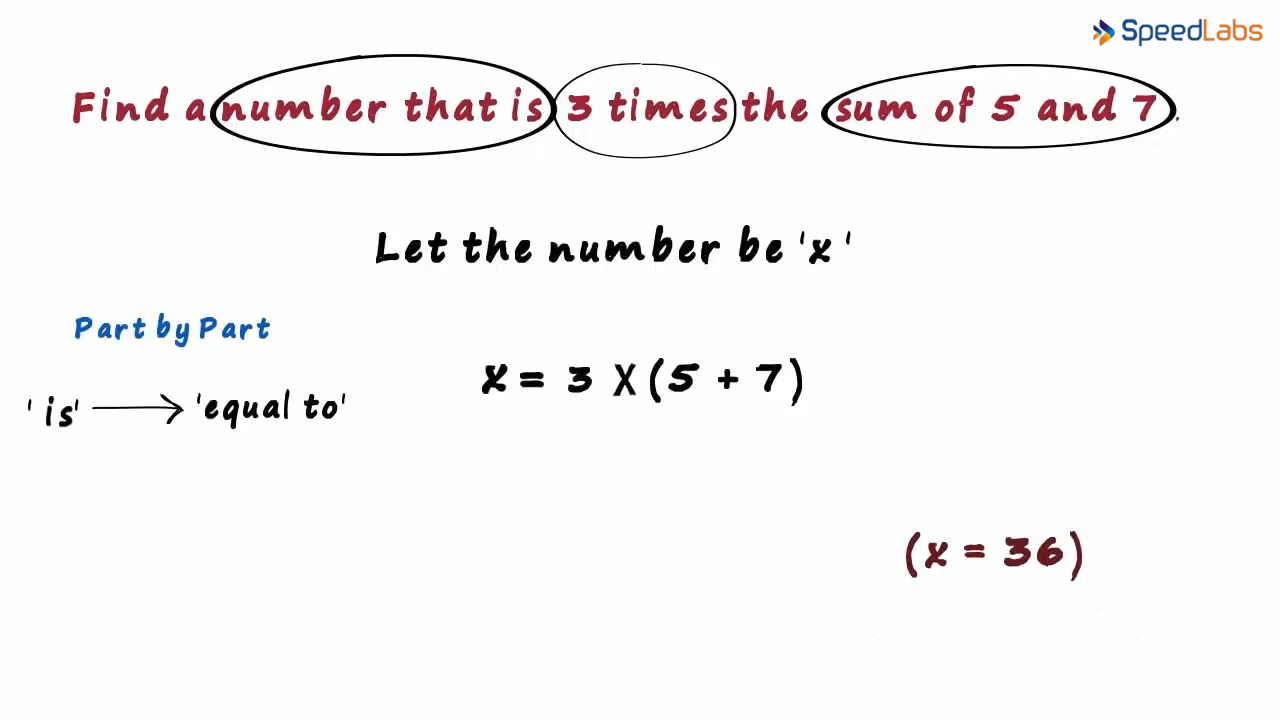 SpeedLabs
Find a number that is 3 times the sum of 5 and 7.
Let the number be 'x'
Part by Part
x = 3 X (5 + 7)
'is' → 'equal to'
(x = 36)